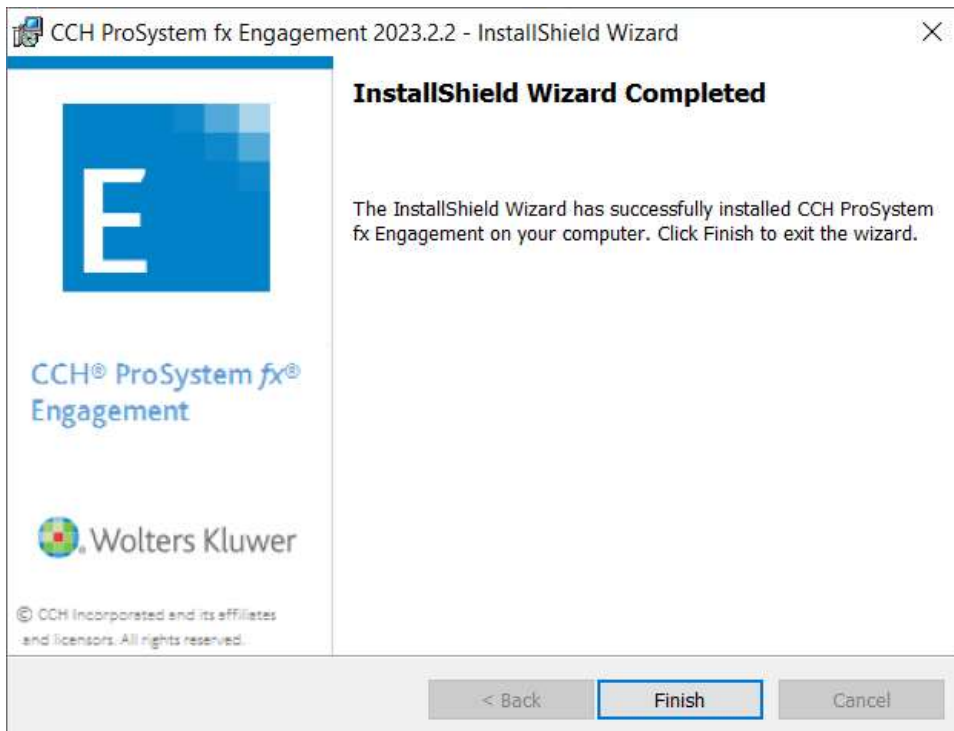 CCH ProSystem fx Engagement 2023.2.2 - InstallShield Wizard
InstallShield Wizard Completed
The InstallShield Wizard has successfully installed CCH ProSystem
fx Engagement on your computer. Click Finish to exit the wizard.
E
CCH® ProSystem fx®
Engagement
Wolters Kluwer
© CCH Incorporated and its affiliates
and licensors. All rights reserved.
< Back
Finish
Cancel